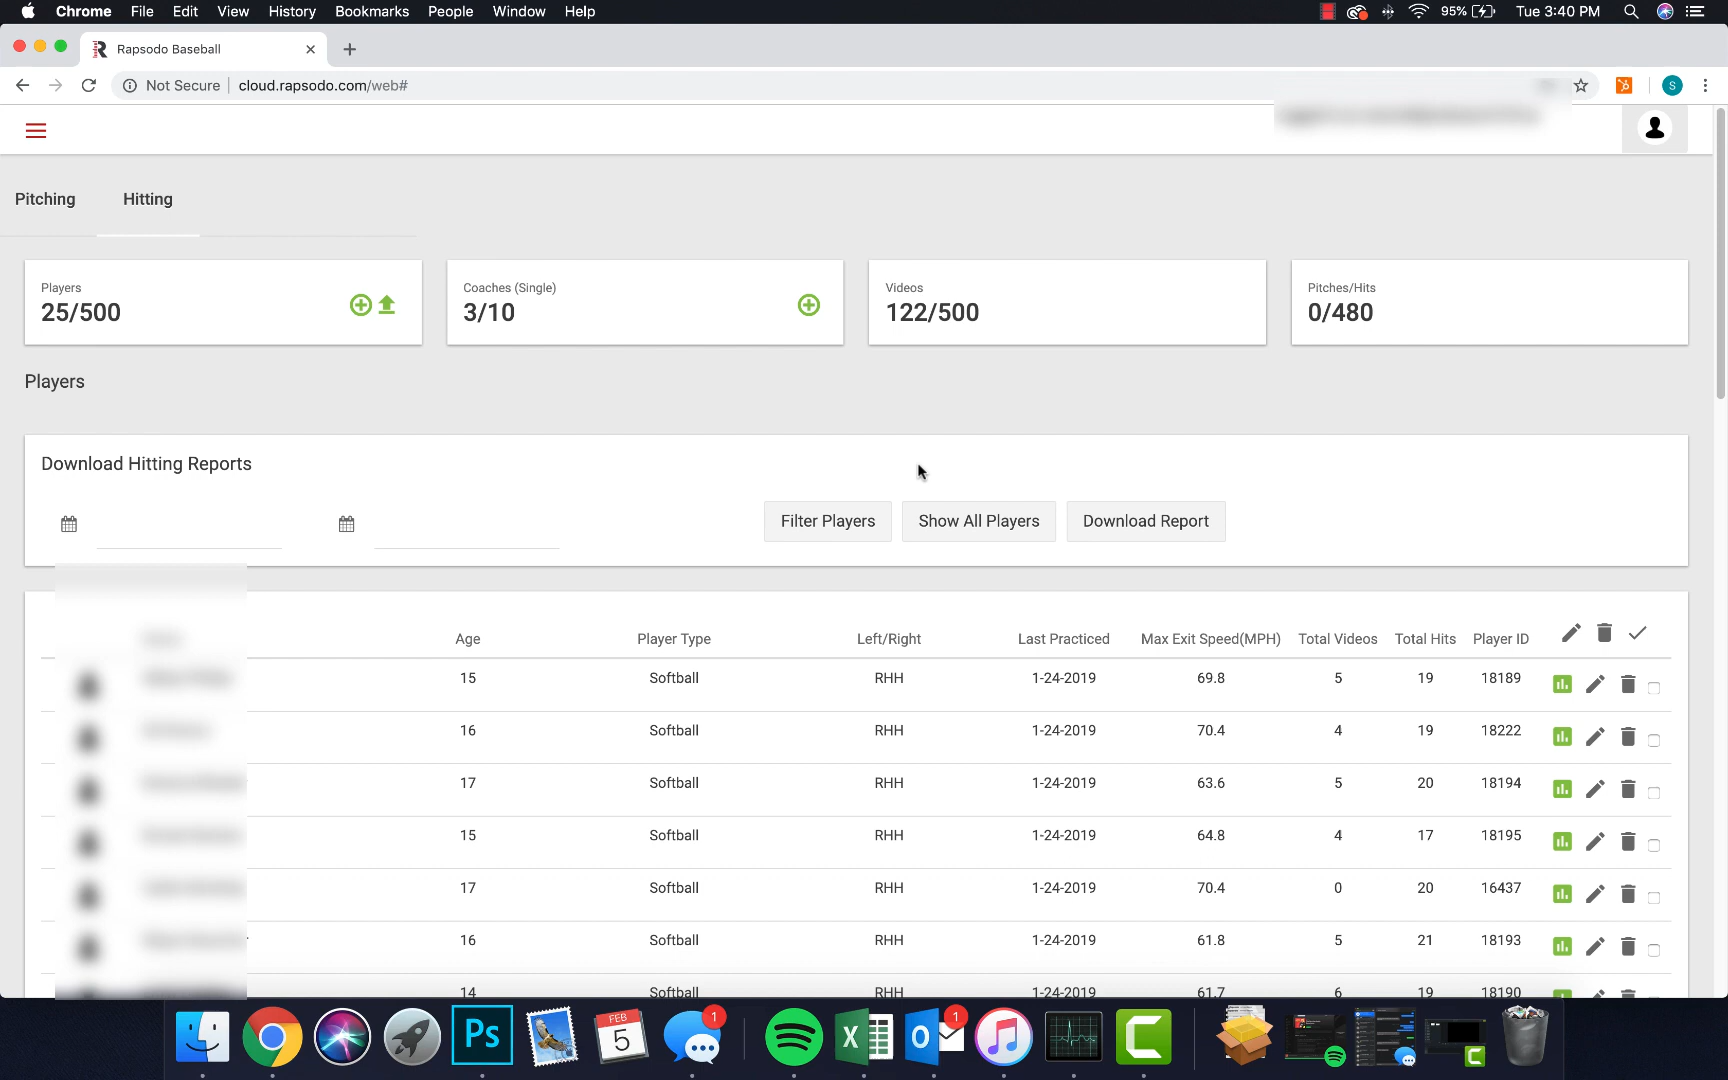 Chrome File Edit View History Bookmarks People Window Help 95% Tue 3:40 PM
Rapsodo Baseball
Not Secure cloud.rapsodo.com/web# S
Pitching Hitting
Players Coaches (Single) Videos Pitches/Hits
25/500 3/10 122/500 0/480
Players
Download Hitting Reports
Filter Players Show All Players Download Report
Age Player Type Left/Right Last Practiced Max Exit Speed(MPH) Total Videos Total Hits Player ID
15 Softball RHH 1-24-2019 69.8 5 19 18189
16 Softball RHH 1-24-2019 70.4 4 19 18222
17 Softball RHH 1-24-2019 63.6 5 20 18194
15 Softball RHH 1-24-2019 64.8 4 17 18195
17 Softball RHH 1-24-2019 70.4 0 20 16437
16 Softball RHH 1-24-2019 61.8 5 21 18193
14 Softball RHH 1-24-2019 61.7 6 19 18190
Ps FEB 5 1 X O 1 C